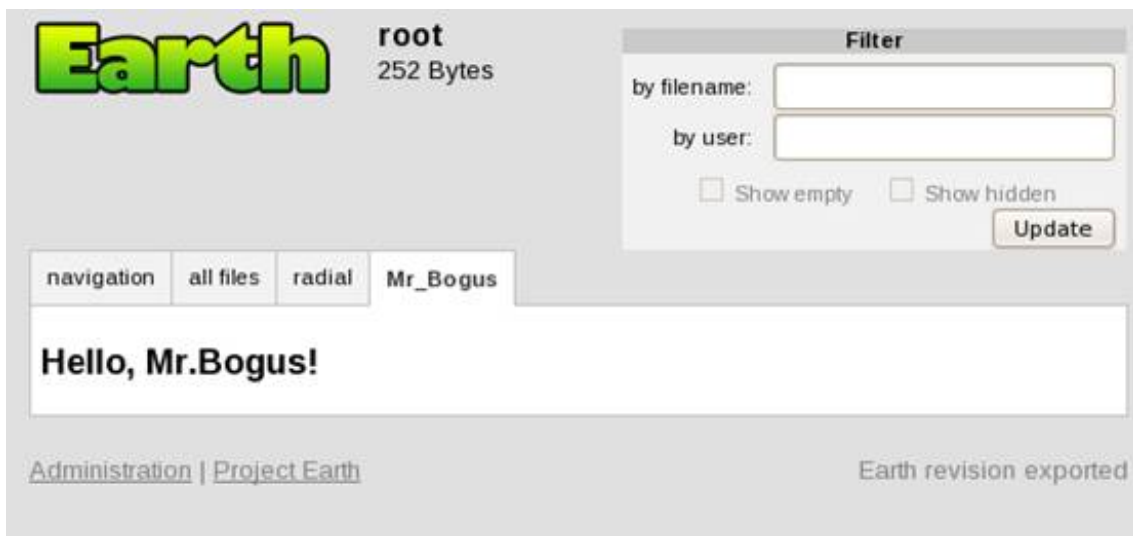 Earth
root
252 Bytes
Filter
by filename:
by user:
Show empty
Show hidden
Update
navigation
all files
radial
Mr_Bogus
Hello, Mr.Bogus!
Administration | Project Earth
Earth revision exported